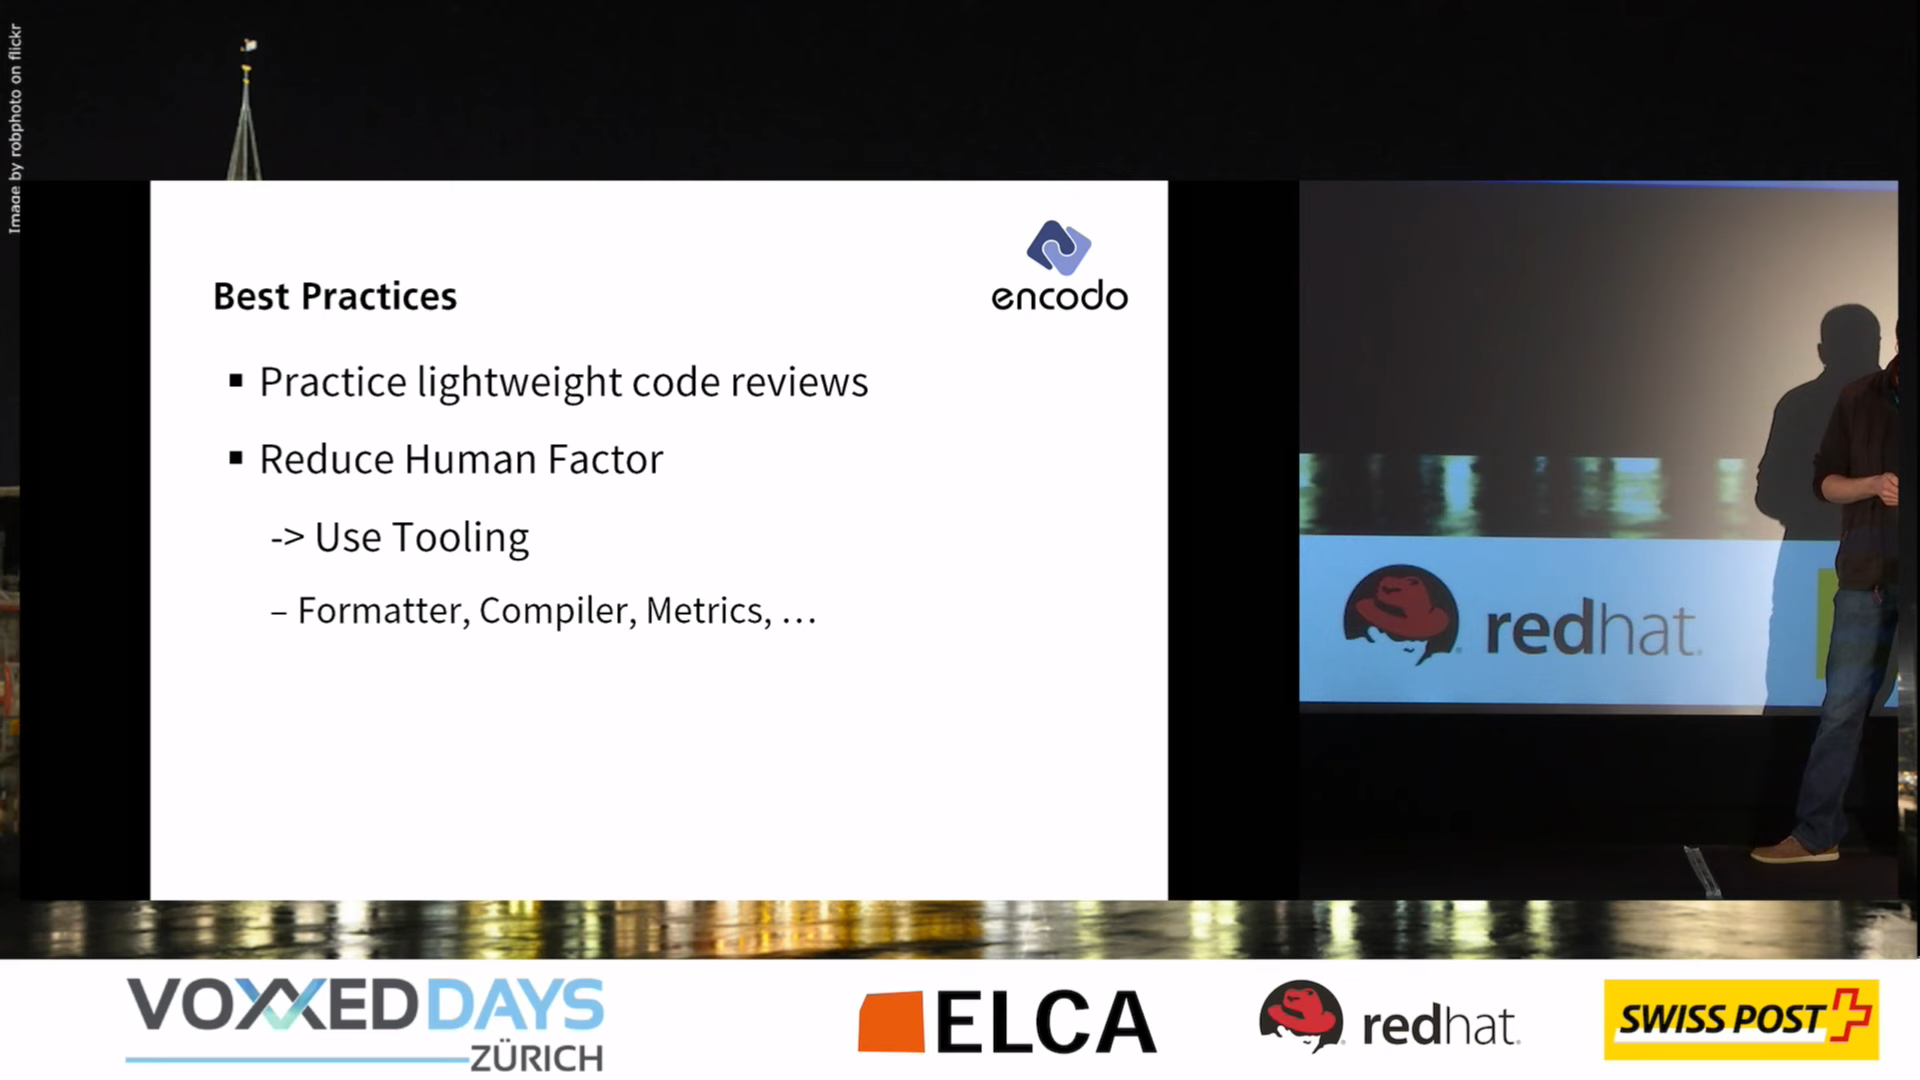 Image by robphoto on flickr
encodo
Best Practices
▪ Practice lightweight code reviews
▪ Reduce Human Factor
-> Use Tooling
– Formatter, Compiler, Metrics, …
redhat.
VOXXED DAYS
ZÜRICH
ELCA
redhat.
SWISS POST